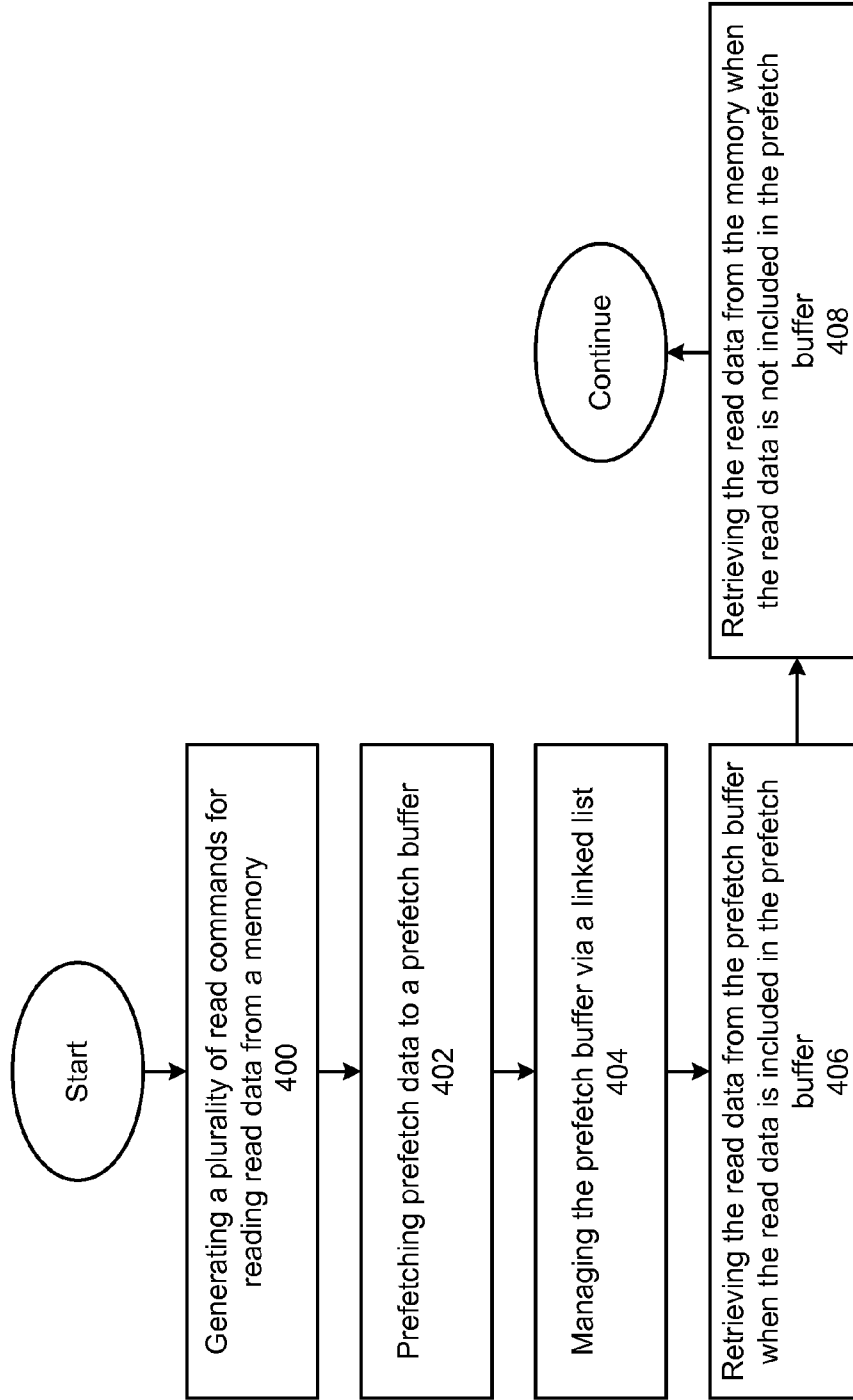 Start
Generating a plurality of read commands for
reading read data from a memory
400
Prefetching prefetch data to a prefetch buffer
402
Managing the prefetch buffer via a linked list
404
Retrieving the read data from the prefetch buffer
when the read data is included in the prefetch
buffer
406
Retrieving the read data from the memory when
the read data is not included in the prefetch
buffer
408
Continue